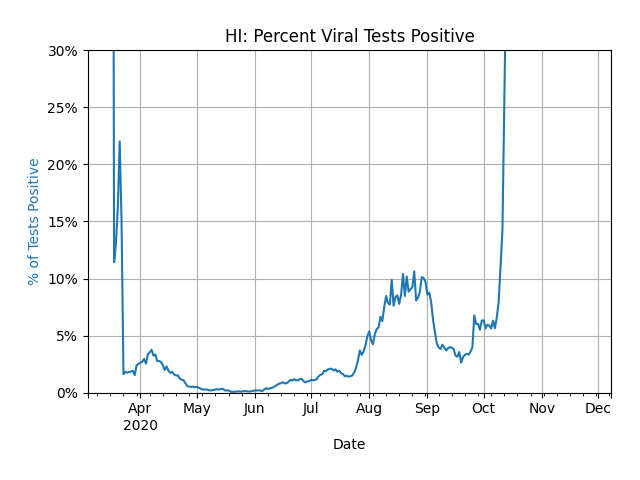 HI: Percent Viral Tests Positive
30%
25%
20%
15%
10%
5%
0%
% of Tests Positive
Apr May Jun Jul Aug Sep Oct Nov Dec
2020
Date